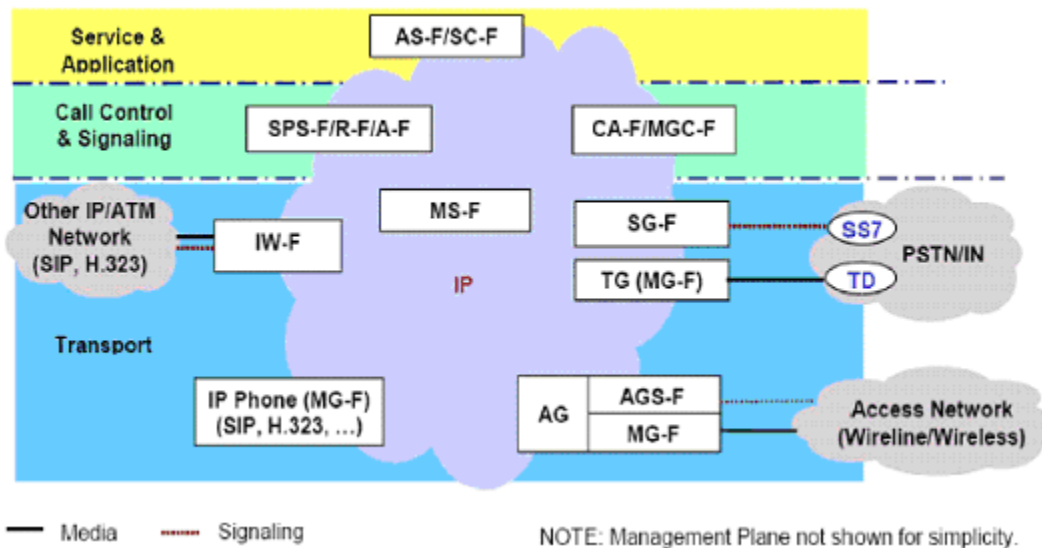 Service &
Application
AS-F/SC-F
Call Control
& Signaling
SPS-F/R-F/A-F
CA-F/MGC-F
Other IP/ATM
Network
(SIP, H.323)
IW-F
MS-F
SG-F
SS7
PSTN/IN
IP
TG (MG-F)
TD
Transport
IP Phone (MG-F)
(SIP, H.323, …)
AG
AGS-F
MG-F
Access Network
(Wireline/Wireless)
Media
Signaling
NOTE: Management Plane not shown for simplicity.